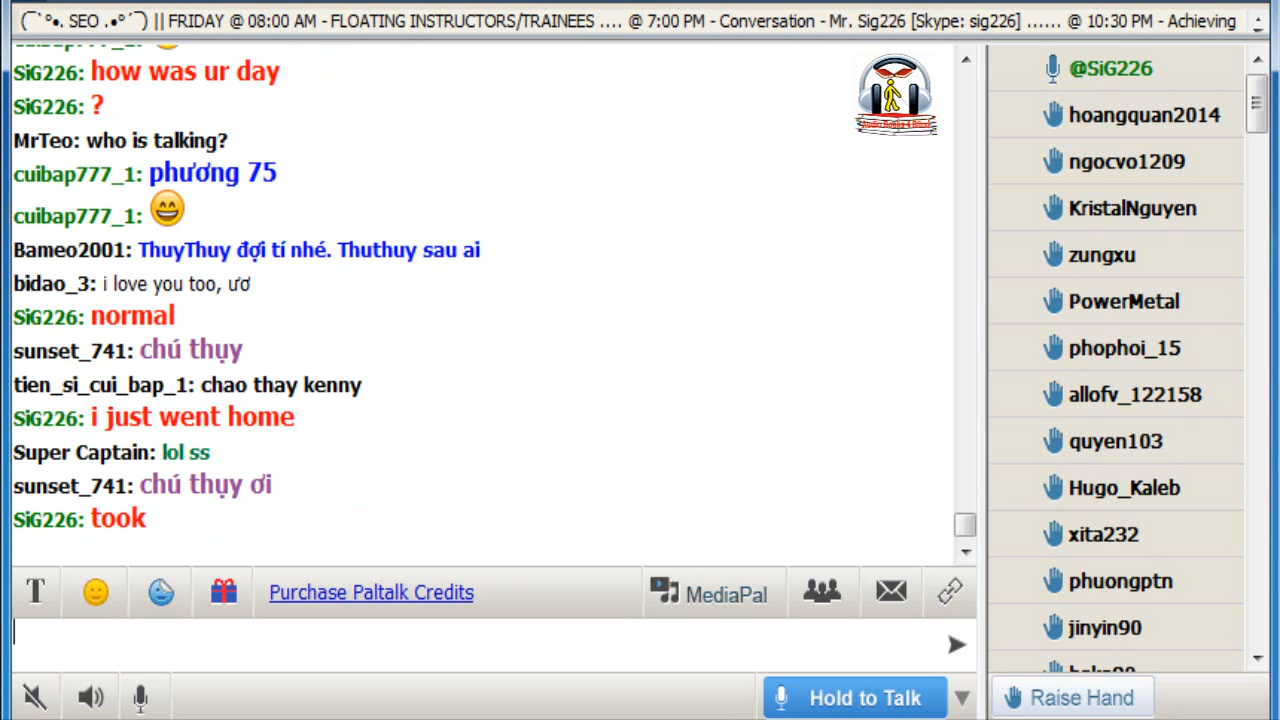 (¯`°•. SEO .•°´¯) || FRIDAY @ 08:00 AM - FLOATING INSTRUCTORS/TRAINEES .... @ 7:00 PM - Conversation - Mr. Sig226 [Skype: sig226] ...... @ 10:30 PM - Achieving
SiG226: how was ur day
SiG226: ?
MrTeo: who is talking?
cuibap777_1: phương 75
cuibap777_1:
Bameo2001: ThuyThuy đợi tí nhé. Thuthuy sau ai
bidao_3: i love you too, ươ
SiG226: normal
sunset_741: chú thụy
tien_si_cui_bap_1: chao thay kenny
SiG226: i just went home
Super Captain: lol ss
sunset_741: chú thụy ơi
SiG226: took
@SiG226
hoangquan2014
ngocvo1209
KristalNguyen
zungxu
PowerMetal
phophoi_15
allofv_122158
quyen103
Hugo_Kaleb
xita232
phuongptn
jinyin90
T
Purchase Paltalk Credits
MediaPal
Hold to Talk
Raise Hand